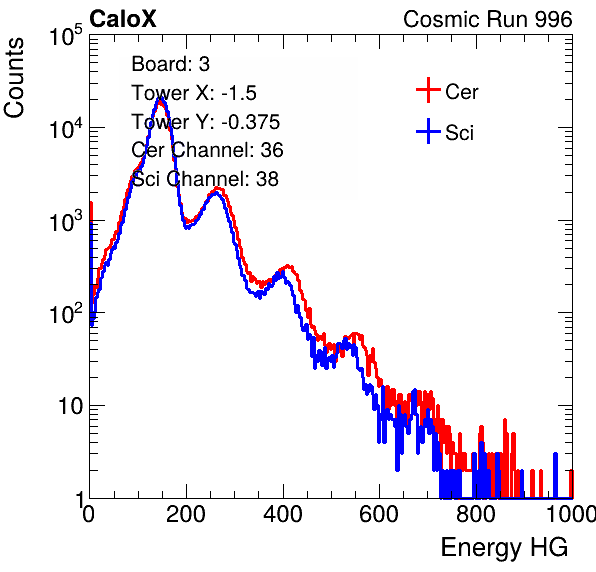 CaloX Cosmic Run 996
Counts
Board: 3
Tower X: -1.5
Tower Y: -0.375
Cer Channel: 36
Sci Channel: 38
Cer
Sci
10^5
10^4
10^3
10^2
10
1
0 200 400 600 800 1000
Energy HG